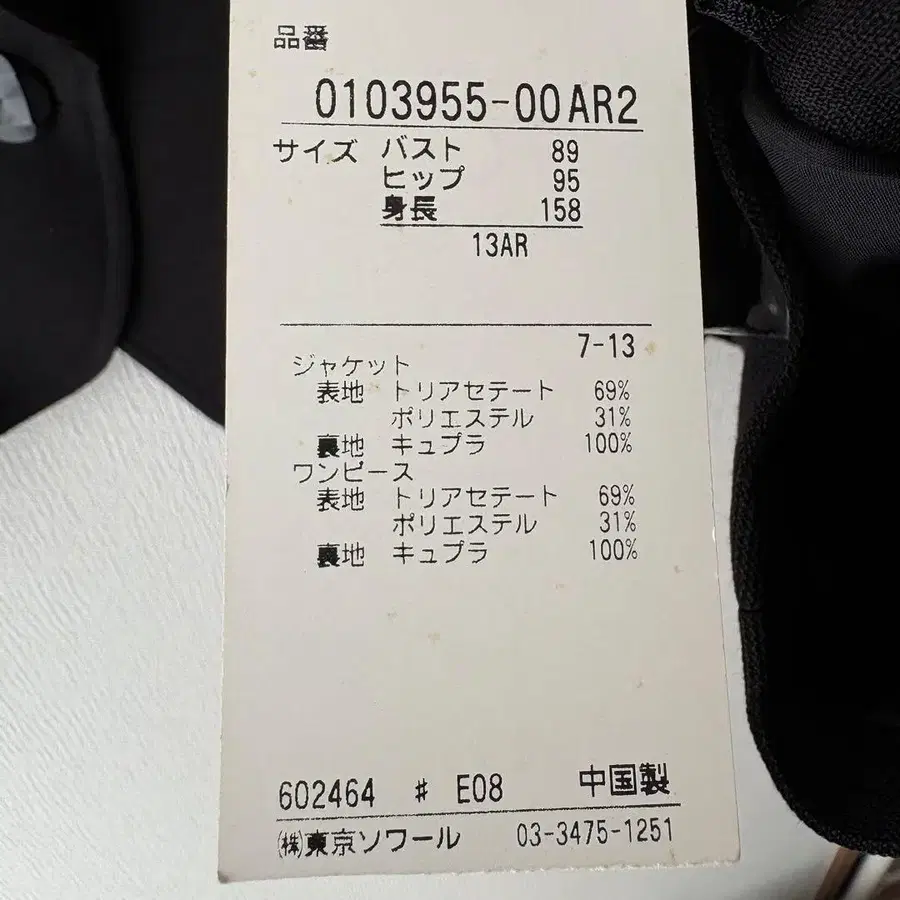 品番
0103955-00AR2
サイズ バスト 89
ヒップ 95
身長 158
13AR
7-13
ジャケット
表地 トリアセテート 69%
ポリエステル 31%
裏地 キュプラ 100%
ワンピース
表地 トリアセテート 69%
ポリエステル 31%
裏地 キュプラ 100%
602464 # E08 中国製
㈱東京ソワール 03-3475-1251